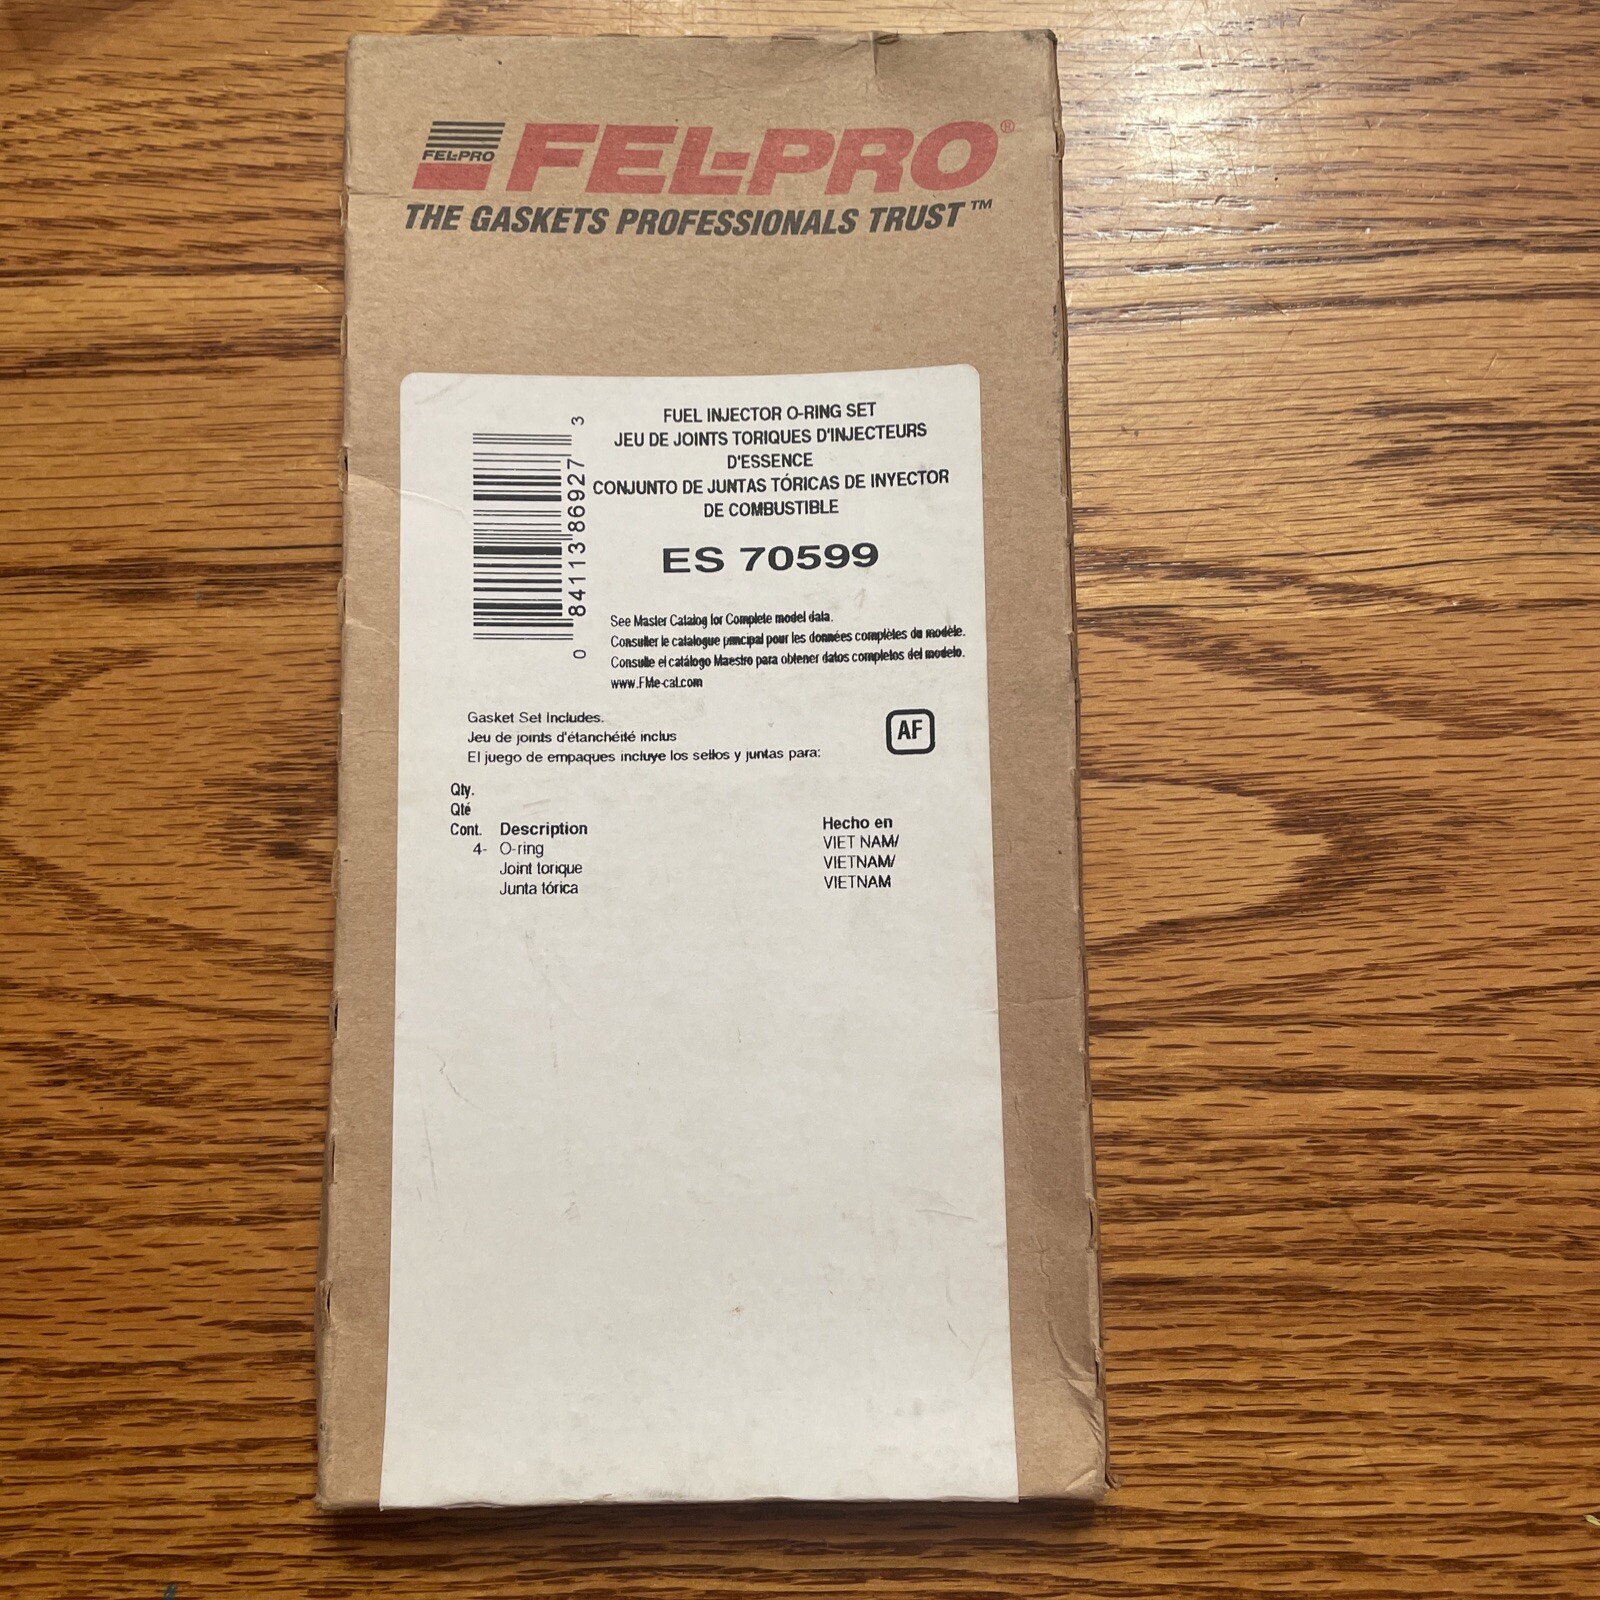 FEL-PRO
FEL-PRO®
THE GASKETS PROFESSIONALS TRUST™
FUEL INJECTOR O-RING SET
JEU DE JOINTS TORIQUES D'INJECTEURS
D'ESSENCE
CONJUNTO DE JUNTAS TÓRICAS DE INYECTOR
DE COMBUSTIBLE
0 84113 86927 3
ES 70599
See Master Catalog for Complete model data.
Consulter le catalogue principal pour les données complètes du modèle.
Consulte el catálogo Maestro para obtener datos completos del modelo.
www.FMe-cat.com
Gasket Set Includes.
Jeu de joints d'étanchéité inclus
El juego de empaques incluye los sellos y juntas para:
AF
Qty.
Qté
Cont. Description
4- O-ring
Joint torique
Junta tórica
Hecho en
VIET NAM/
VIETNAM/
VIETNAM